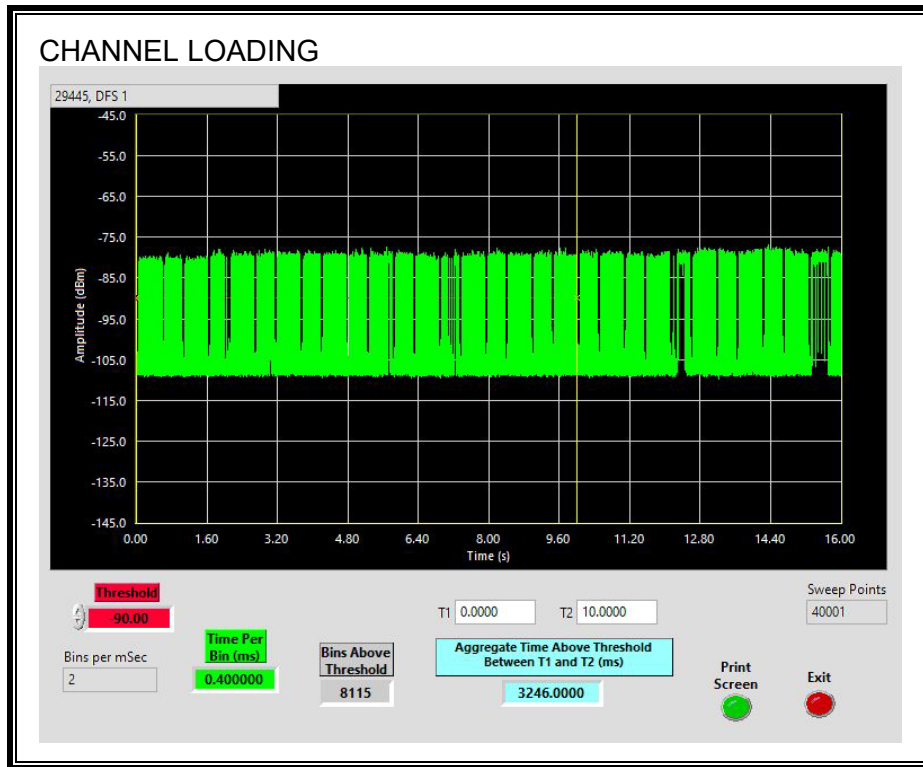 CHANNEL LOADING
29445, DFS 1
-45.0
-55.0
-65.0
-75.0
-85.0
-95.0
-105.0
-115.0
-125.0
-135.0
-145.0
Amplitude (dBm)
0.00 1.60 3.20 4.80 6.40 8.00 9.60 11.20 12.80 14.40 16.00
Time (s)
Threshold
-90.00
Bins per mSec
2
Time Per
Bin (ms)
0.400000
Bins Above
Threshold
8115
T1 0.0000 T2 10.0000
Aggregate Time Above Threshold
Between T1 and T2 (ms)
3246.0000
Sweep Points
40001
Print
Screen
Exit